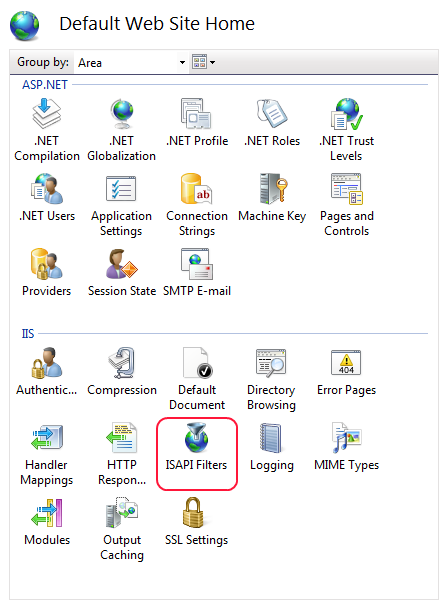 Default Web Site Home
Group by: Area
ASP.NET
.NET Compilation
.NET Globalization
.NET Profile
.NET Roles
.NET Trust Levels
.NET Users
Application Settings
Connection Strings
ab
Machine Key
Pages and Controls
Providers
Session State
SMTP E-mail
IIS
Authentic...
Compression
Default Document
Directory Browsing
404
Error Pages
Handler Mappings
HTTP Respon...
ISAPI Filters
Logging
MIME Types
Modules
Output Caching
SSL Settings